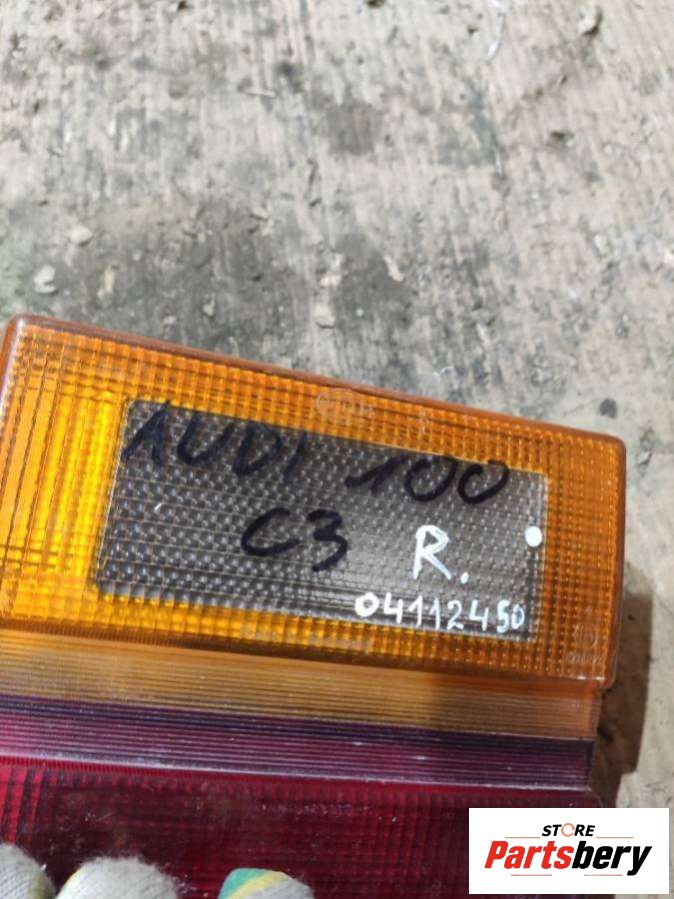 AUDI 100
C3
R.
04112450
STORE
Partsbery